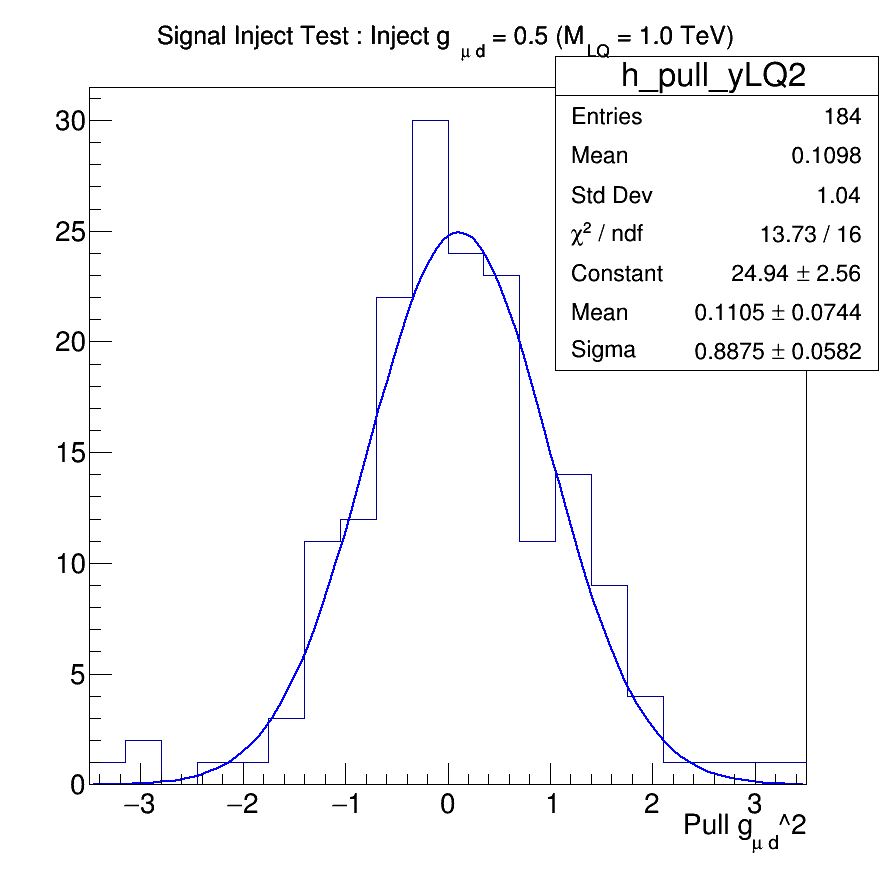 Signal Inject Test : Inject g μ d = 0.5 (M LQ = 1.0 TeV)
h_pull_yLQ2
Entries 184
Mean 0.1098
Std Dev 1.04
χ² / ndf 13.73 / 16
Constant 24.94 ± 2.56
Mean 0.1105 ± 0.0744
Sigma 0.8875 ± 0.0582
30
25
20
15
10
5
0
−3 −2 −1 0 1 2 3
Pull g μ d ^2